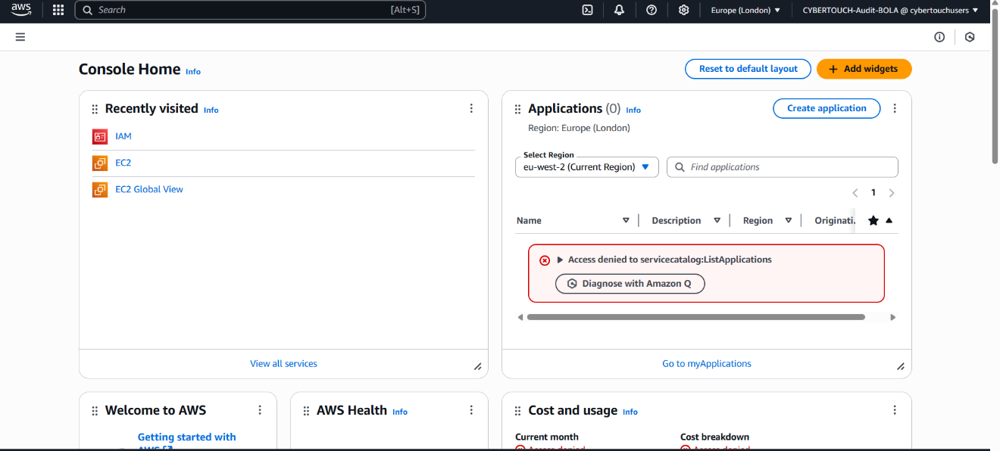 aws
Search [Alt+S]
Europe (London)
CYBERTOUCH-Audit-BOLA @ cybertouchusers
Console Home Info
Reset to default layout
Add widgets
Recently visited Info
IAM
EC2
EC2 Global View
View all services
Applications (0) Info
Create application
Region: Europe (London)
Select Region
eu-west-2 (Current Region)
Find applications
1
Name
Description
Region
Originati.
Access denied to servicecatalog:ListApplications
Diagnose with Amazon Q
Go to myApplications
Welcome to AWS
Getting started with
AWS
AWS Health Info
Cost and usage Info
Current month
Access denied
Cost breakdown
Access denied